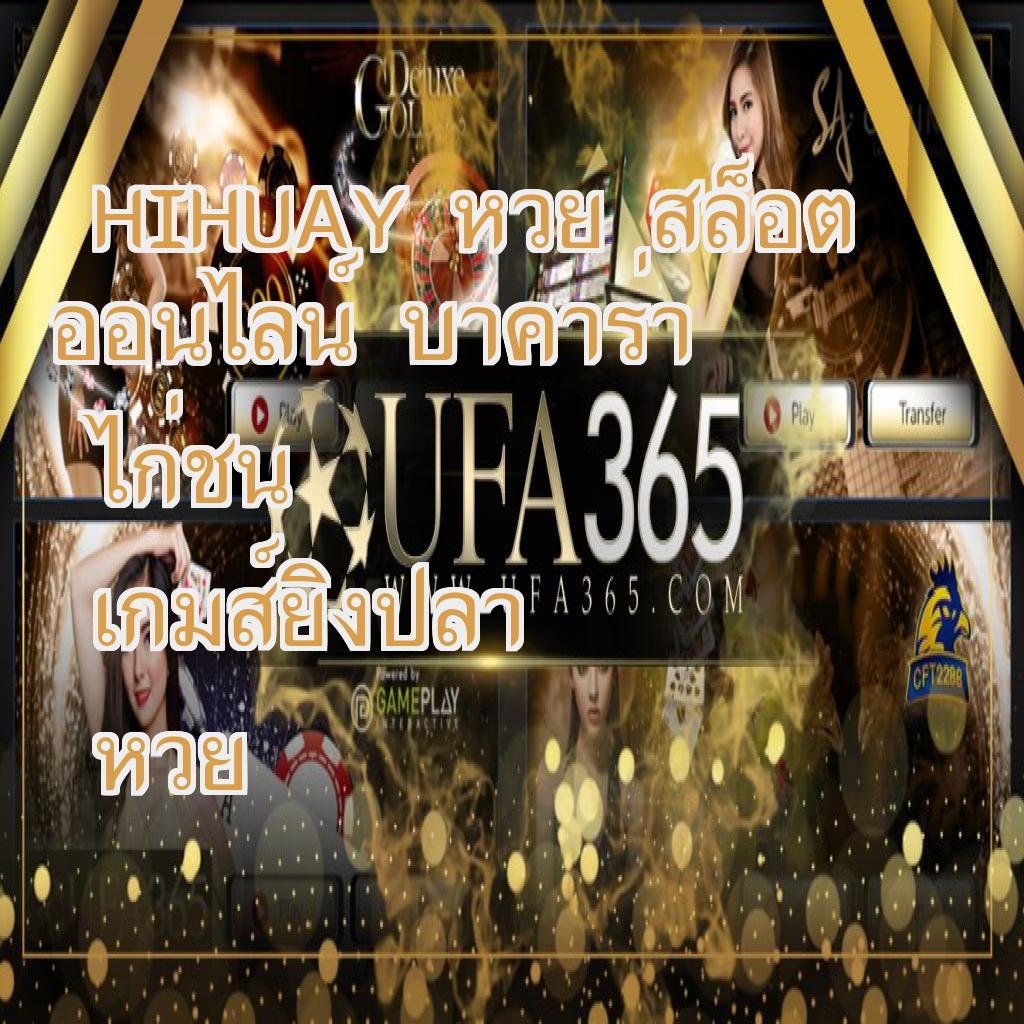 Deluxe
GOLD
SA
HIHUAY หวย สล็อต
ออนไลน์ บาคาร่า
Play
Play
Transfer
ไก่ชน
UFA365
WWW.UFA365.COM
เกมส์ยิงปลา
CFT2288
Powered by
GAMEPLAY
INTERACTIVE
หวย